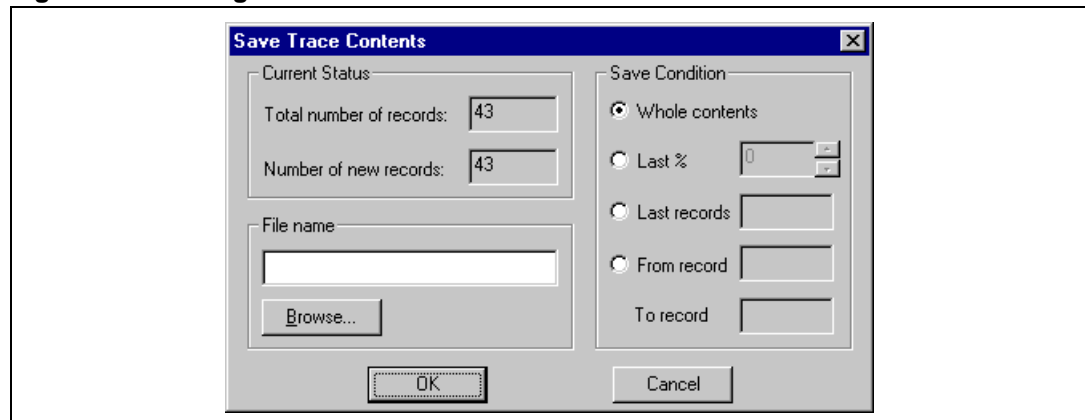 Save Trace Contents
Current Status
Total number of records: 43
Number of new records: 43
File name
Browse...
Save Condition
Whole contents
Last % 0
Last records
From record
To record
OK
Cancel